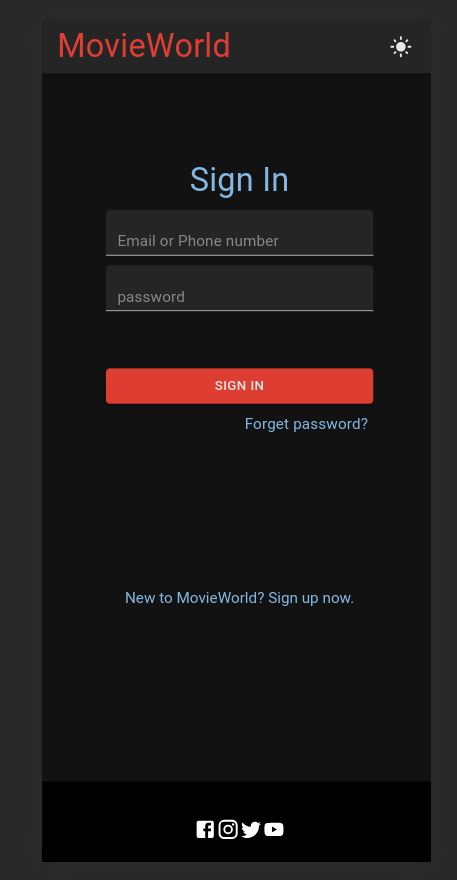 MovieWorld
Sign In
Email or Phone number
password
SIGN IN
Forget password?
New to MovieWorld? Sign up now.